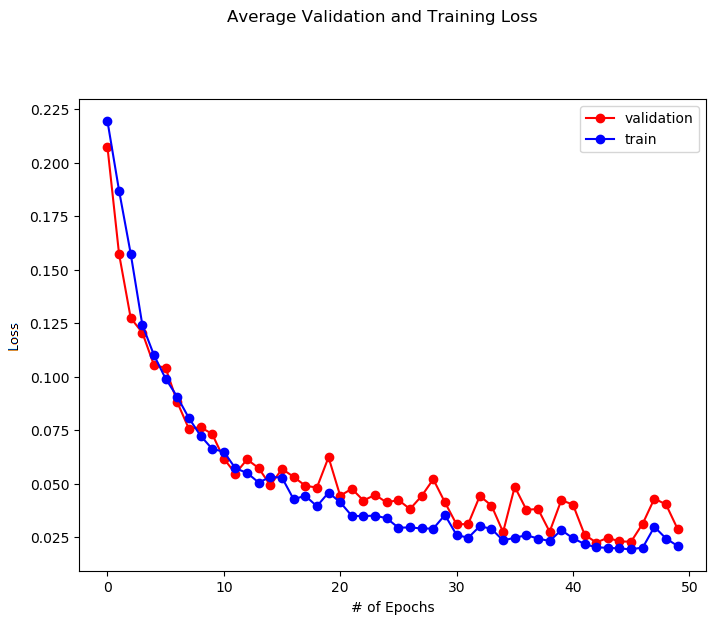 Average Validation and Training Loss
validation
train
0.225
0.200
0.175
0.150
0.125
0.100
0.075
0.050
0.025
Loss
0 10 20 30 40 50
# of Epochs